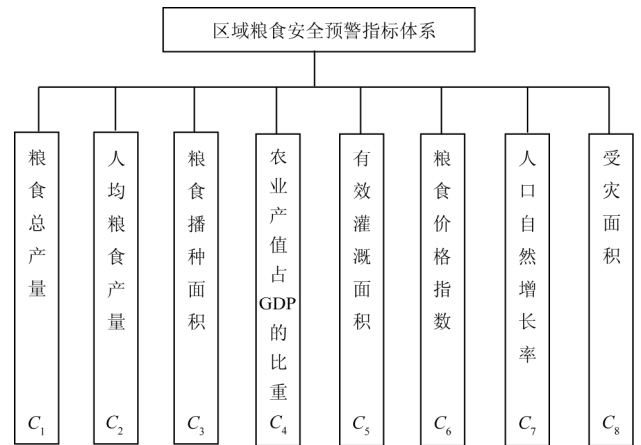 区域粮食安全预警指标体系
粮食总产量 C1
人均粮食产量 C2
粮食播种面积 C3
农业产值占GDP的比重 C4
有效灌溉面积 C5
粮食价格指数 C6
人口自然增长率 C7
受灾面积 C8